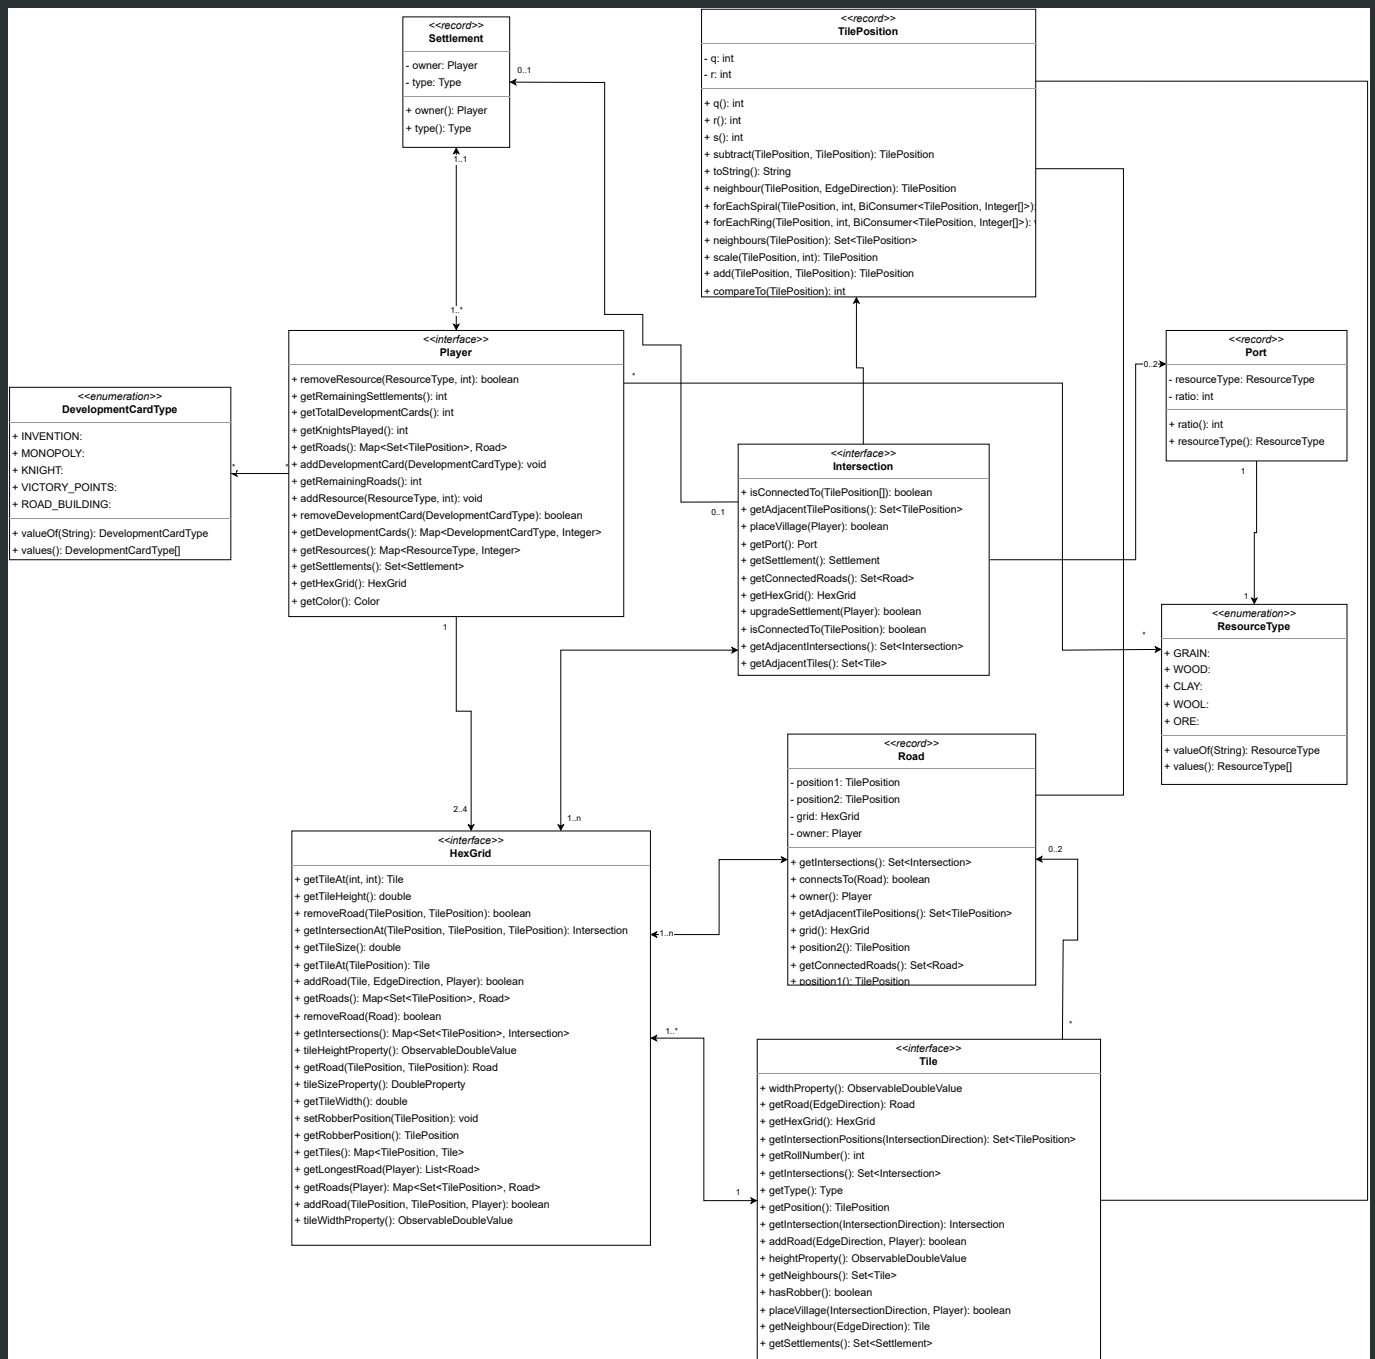 <<record>>
Settlement
- owner: Player
- type: Type
+ owner(): Player
+ type(): Type
0..1
1..1
1..*
<<record>>
TilePosition
- q: int
- r: int
+ q(): int
+ r(): int
+ s(): int
+ subtract(TilePosition, TilePosition): TilePosition
+ toString(): String
+ neighbour(TilePosition, EdgeDirection): TilePosition
+ forEachSpiral(TilePosition, int, BiConsumer<TilePosition, Integer[]>):
+ forEachRing(TilePosition, int, BiConsumer<TilePosition, Integer[]>):
+ neighbours(TilePosition): Set<TilePosition>
+ scale(TilePosition, int): TilePosition
+ add(TilePosition, TilePosition): TilePosition
+ compareTo(TilePosition): int
<<interface>>
Player
+ removeResource(ResourceType, int): boolean
+ getRemainingSettlements(): int
+ getTotalDevelopmentCards(): int
+ getKnightsPlayed(): int
+ getRoads(): Map<Set<TilePosition>, Road>
+ addDevelopmentCard(DevelopmentCardType): void
+ getRemainingRoads(): int
+ addResource(ResourceType, int): void
+ removeDevelopmentCard(DevelopmentCardType): boolean
+ getDevelopmentCards(): Map<DevelopmentCardType, Integer>
+ getResources(): Map<ResourceType, Integer>
+ getSettlements(): Set<Settlement>
+ getHexGrid(): HexGrid
+ getColor(): Color
*
1
<<enumeration>>
DevelopmentCardType
+ INVENTION:
+ MONOPOLY:
+ KNIGHT:
+ VICTORY_POINTS:
+ ROAD_BUILDING:
+ valueOf(String): DevelopmentCardType
+ values(): DevelopmentCardType[]
*
*
<<interface>>
Intersection
+ isConnectedTo(TilePosition[]): boolean
+ getAdjacentTilePositions(): Set<TilePosition>
+ placeVillage(Player): boolean
+ getPort(): Port
+ getSettlement(): Settlement
+ getConnectedRoads(): Set<Road>
+ getHexGrid(): HexGrid
+ upgradeSettlement(Player): boolean
+ isConnectedTo(TilePosition): boolean
+ getAdjacentIntersections(): Set<Intersection>
+ getAdjacentTiles(): Set<Tile>
0..1
<<record>>
Port
- resourceType: ResourceType
- ratio: int
+ ratio(): int
+ resourceType(): ResourceType
0..2
1
1
<<enumeration>>
ResourceType
+ GRAIN:
+ WOOD:
+ CLAY:
+ WOOL:
+ ORE:
+ valueOf(String): ResourceType
+ values(): ResourceType[]
*
<<record>>
Road
- position1: TilePosition
- position2: TilePosition
- grid: HexGrid
- owner: Player
+ getIntersections(): Set<Intersection>
+ connectsTo(Road): boolean
+ owner(): Player
+ getAdjacentTilePositions(): Set<TilePosition>
+ grid(): HexGrid
+ position2(): TilePosition
+ getConnectedRoads(): Set<Road>
+ position1(): TilePosition
0..2
2..4
1..n
<<interface>>
HexGrid
+ getTileAt(int, int): Tile
+ getTileHeight(): double
+ removeRoad(TilePosition, TilePosition): boolean
+ getIntersectionAt(TilePosition, TilePosition, TilePosition): Intersection
+ getTileSize(): double
+ getTileAt(TilePosition): Tile
+ addRoad(Tile, EdgeDirection, Player): boolean
+ getRoads(): Map<Set<TilePosition>, Road>
+ removeRoad(Road): boolean
+ getIntersections(): Map<Set<TilePosition>, Intersection>
+ tileHeightProperty(): ObservableDoubleValue
+ getRoad(TilePosition, TilePosition): Road
+ tileSizeProperty(): DoubleProperty
+ getTileWidth(): double
+ setRobberPosition(TilePosition): void
+ getRobberPosition(): TilePosition
+ getTiles(): Map<TilePosition, Tile>
+ getLongestRoad(Player): List<Road>
+ getRoads(Player): Map<Set<TilePosition>, Road>
+ addRoad(TilePosition, TilePosition, Player): boolean
+ tileWidthProperty(): ObservableDoubleValue
1..n
1..*
1
*
<<interface>>
Tile
+ widthProperty(): ObservableDoubleValue
+ getRoad(EdgeDirection): Road
+ getHexGrid(): HexGrid
+ getIntersectionPositions(IntersectionDirection): Set<TilePosition>
+ getRollNumber(): int
+ getIntersections(): Set<Intersection>
+ getType(): Type
+ getPosition(): TilePosition
+ getIntersection(IntersectionDirection): Intersection
+ addRoad(EdgeDirection, Player): boolean
+ heightProperty(): ObservableDoubleValue
+ getNeighbours(): Set<Tile>
+ hasRobber(): boolean
+ placeVillage(IntersectionDirection, Player): boolean
+ getNeighbour(EdgeDirection): Tile
+ getSettlements(): Set<Settlement>